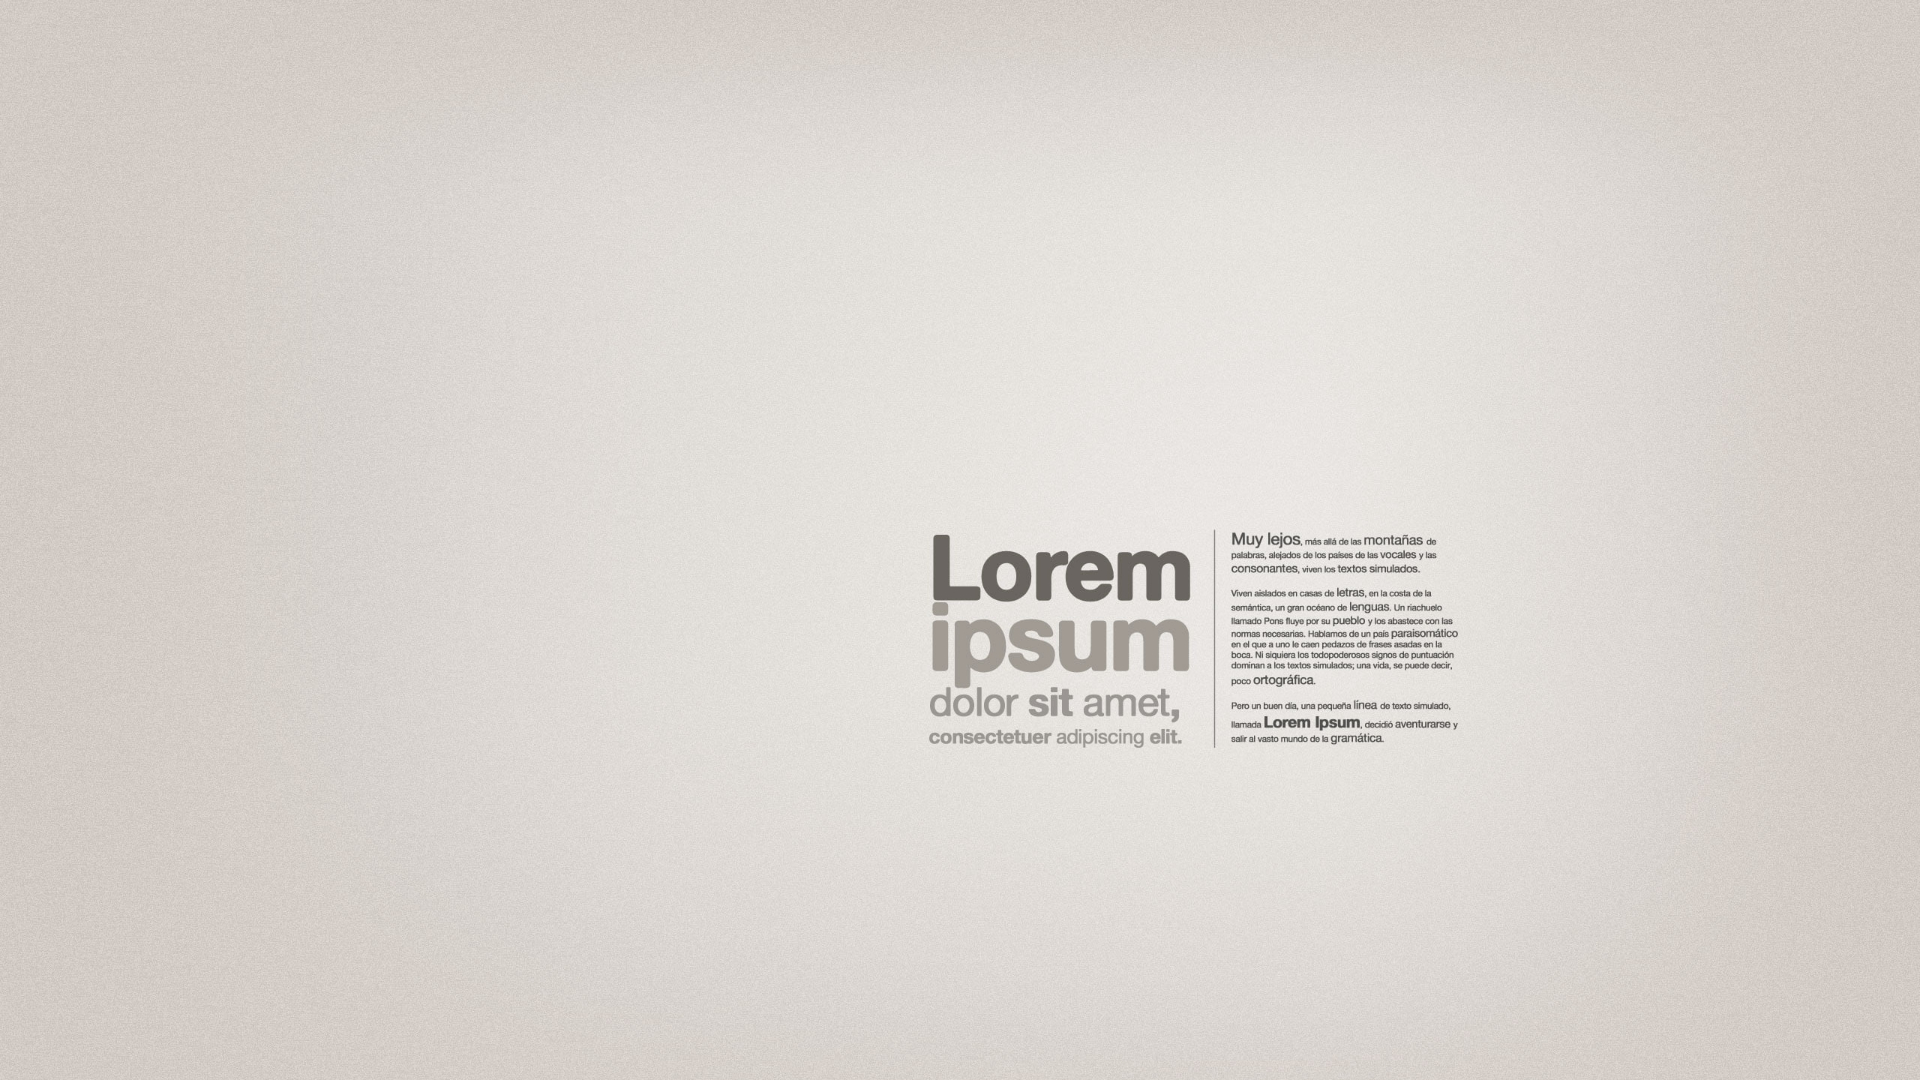 Lorem
ipsum
dolor sit amet,
consectetuer adipiscing elit.
Muy lejos, más allá de las montañas de
palabras, alejados de los países de las vocales y las
consonantes, viven los textos simulados.
Viven aislados en casas de letras, en la costa de la
semántica, un gran océano de lenguas. Un riachuelo
llamado Pons fluye por su pueblo y los abastece con las
normas necesarias. Hablamos de un país paraisomático
en el que a uno le caen pedazos de frases asadas en la
boca. Ni siquiera los todopoderosos signos de puntuación
dominan a los textos simulados; una vida, se puede decir,
poco ortográfica.
Pero un buen día, una pequeña línea de texto simulado,
llamada Lorem Ipsum, decidió aventurarse y
salir al vasto mundo de la gramática.